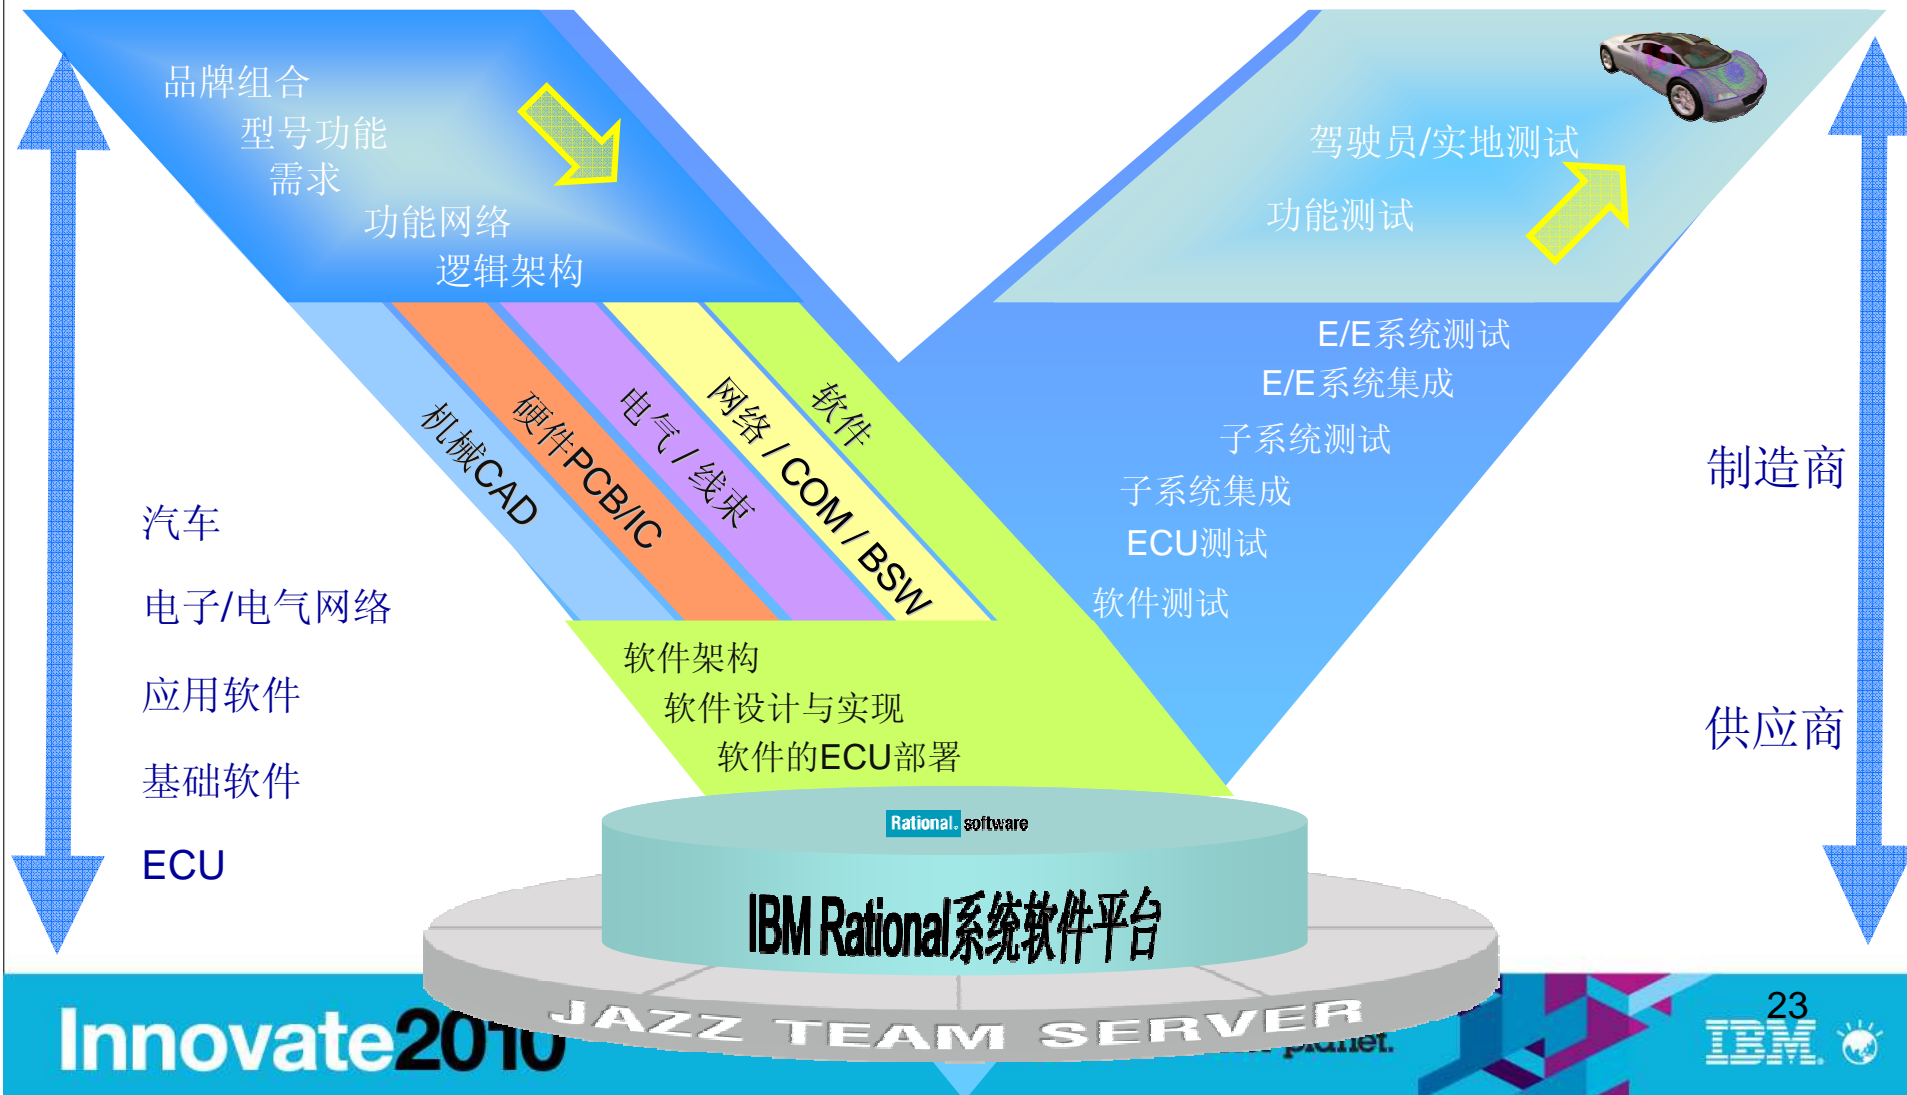 品牌组合
型号功能
需求
功能网络
逻辑架构
机械CAD
硬件PCB/IC
电气 / 线束
网络 / COM / BSW
软件
软件架构
软件设计与实现
软件的ECU部署
驾驶员/实地测试
功能测试
E/E系统测试
E/E系统集成
子系统测试
子系统集成
ECU测试
软件测试
汽车
电子/电气网络
应用软件
基础软件
ECU
制造商
供应商
Rational. software
IBM Rational系统软件平台
JAZZ TEAM SERVER
Innovate2010
planet.
23
IBM.